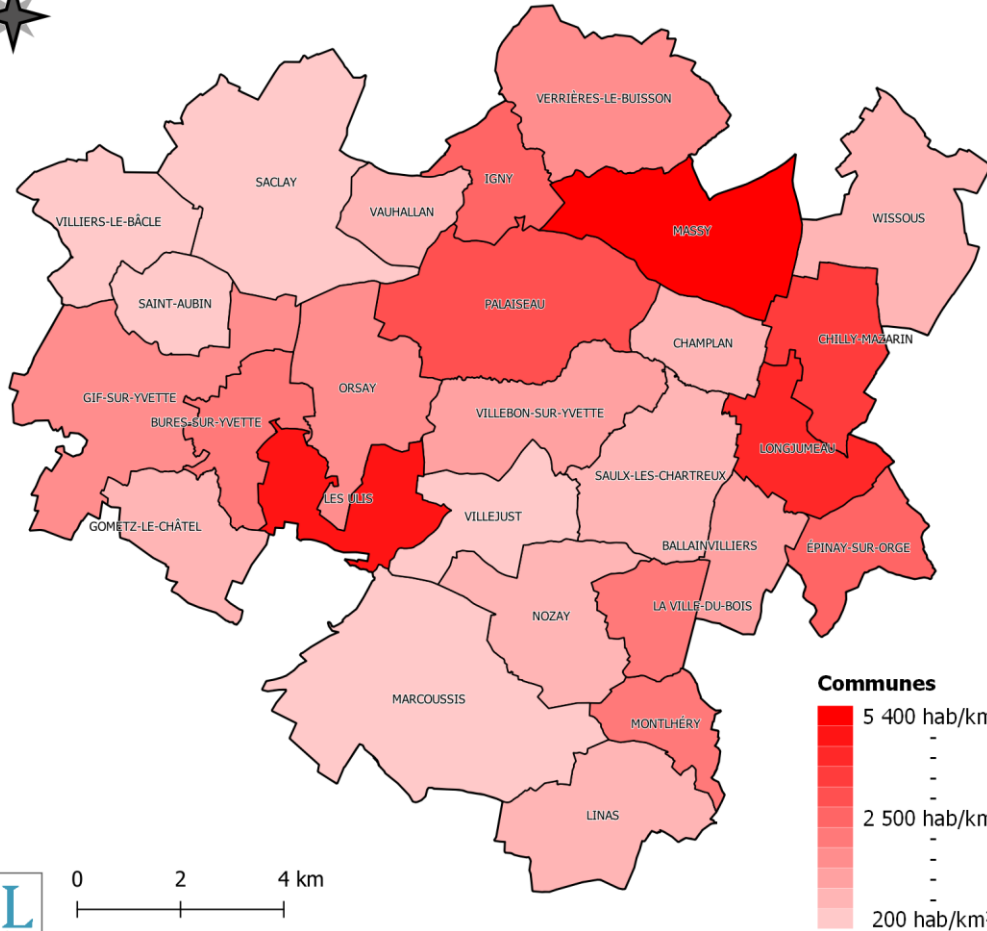 VERRIÈRES-LE-BUISSON
IGNY
SACLAY
VAUHALLAN
VILLIERS-LE-BÂCLE
WISSOUS
MASSY
SAINT-AUBIN
PALAISEAU
CHAMPLAN
CHILLY-MAZARIN
ORSAY
GIF-SUR-YVETTE
VILLEBON-SUR-YVETTE
BURES-SUR-YVETTE
LONGJUMEAU
SAULX-LES-CHARTREUX
LES ULIS
VILLEJUST
GOMETZ-LE-CHÂTEL
BALLAINVILLIERS
ÉPINAY-SUR-ORGE
LA VILLE-DU-BOIS
NOZAY
MARCOUSSIS
MONTLHÉRY
LINAS
Communes
5 400 hab/km
-
-
-
-
2 500 hab/km
-
-
-
-
200 hab/km²
0 2 4 km
L